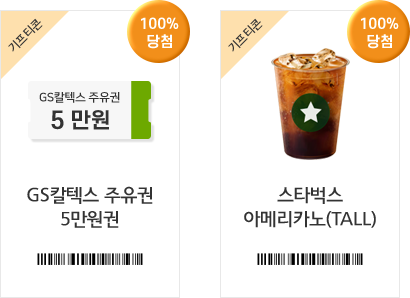 기프티콘
100%
당첨
GS칼텍스 주유권
5 만원
GS칼텍스 주유권
5만원권
기프티콘
100%
당첨
스타벅스
아메리카노(TALL)